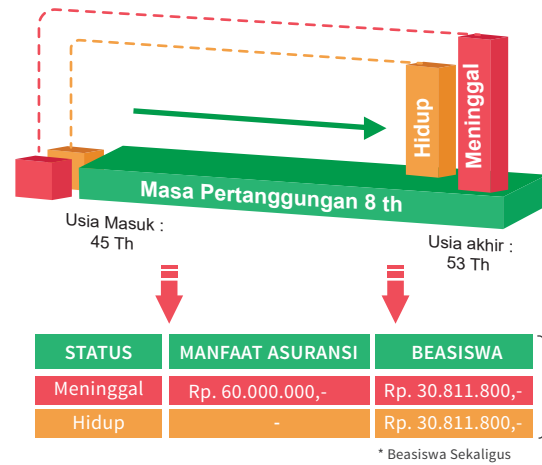 Hidup
Meninggal
Masa Pertanggungan 8 th
Usia Masuk :
45 Th
Usia akhir :
53 Th
STATUS MANFAAT ASURANSI BEASISWA
Meninggal Rp. 60.000.000,- Rp. 30.811.800,-
Hidup - Rp. 30.811.800,-
* Beasiswa Sekaligus